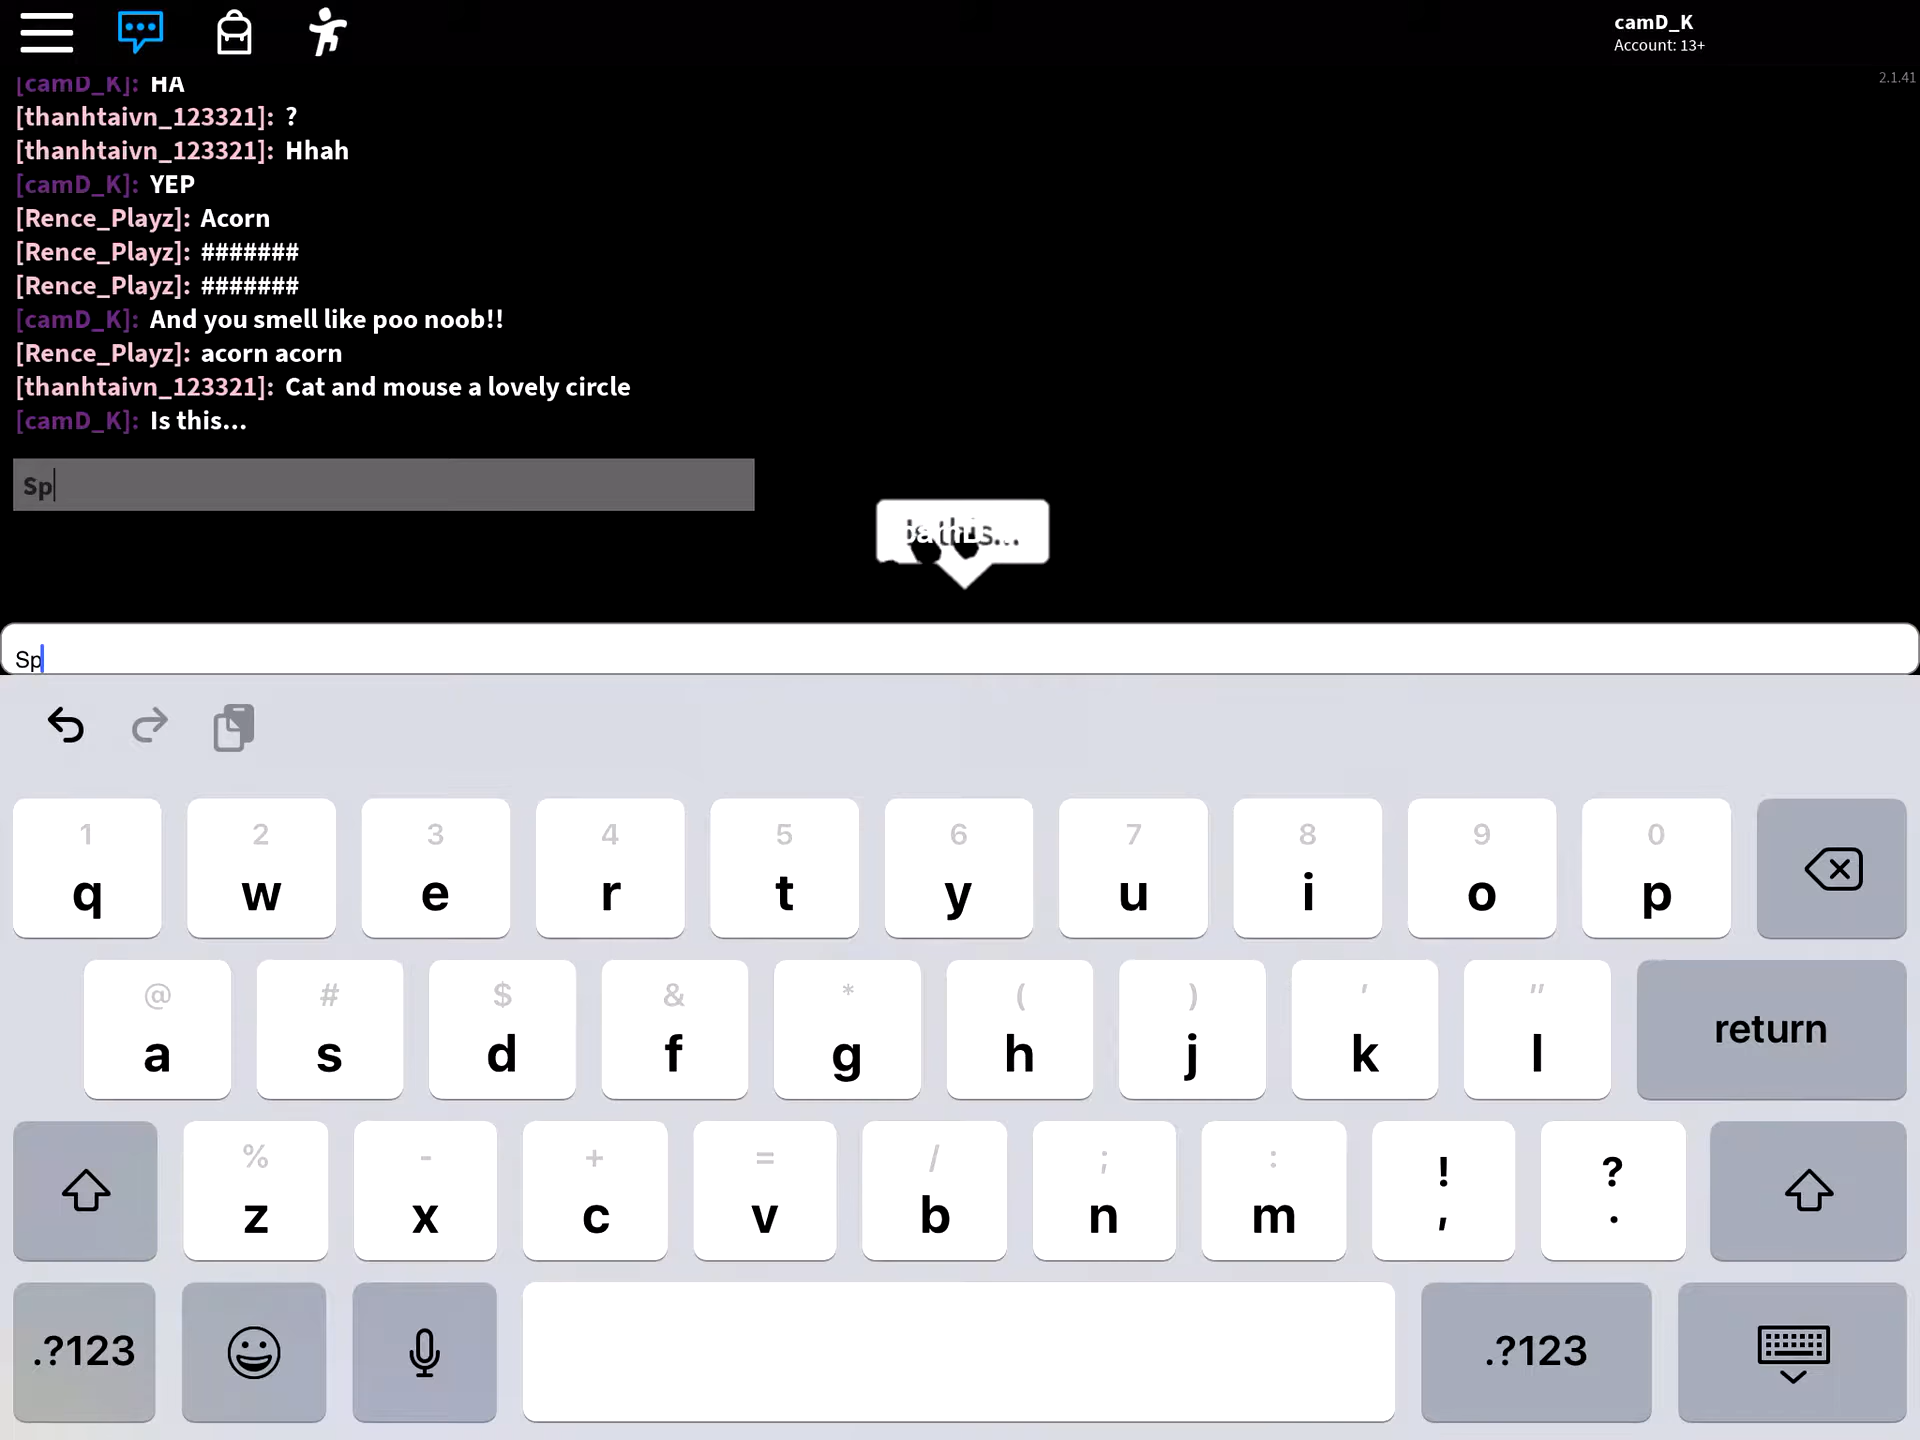 camD_K
Account: 13+
2.1.41
[camD_K]: HA
[thanhtaivn_123321]: ?
[thanhtaivn_123321]: Hhah
[camD_K]: YEP
[Rence_Playz]: Acorn
[Rence_Playz]: #######
[Rence_Playz]: #######
[camD_K]: And you smell like poo noob!!
[Rence_Playz]: acorn acorn
[thanhtaivn_123321]: Cat and mouse a lovely circle
[camD_K]: Is this...
Sp
Sp
1 2 3 4 5 6 7 8 9 0
q w e r t y u i o p
@ # $ & * ( ) ' "
a s d f g h j k l return
% - + = / ; : ! ?
z x c v b n m , .
.?123 .?123